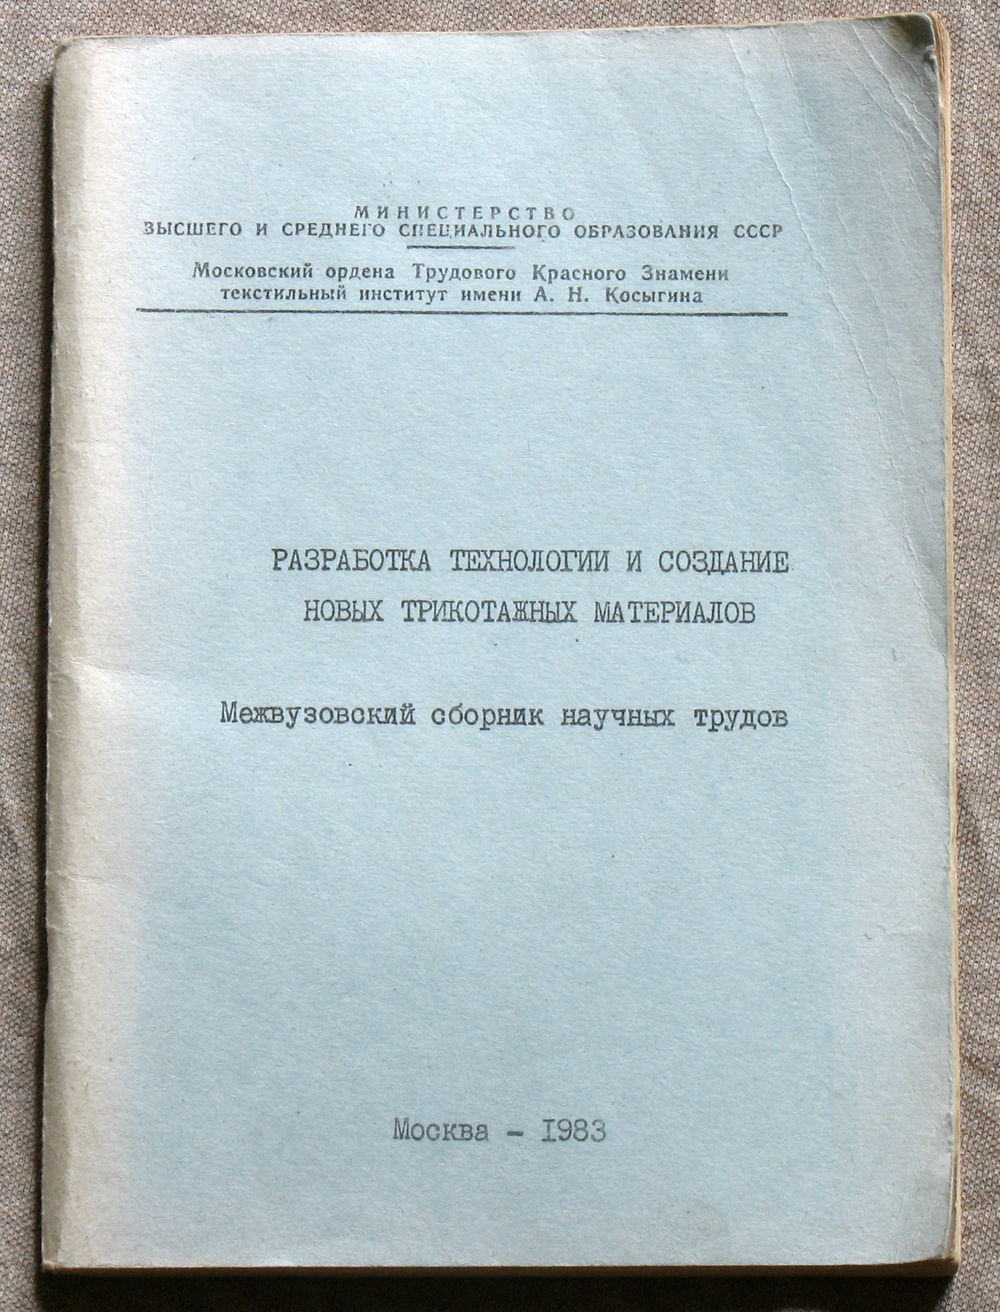 МИНИСТЕРСТВО
ВЫСШЕГО И СРЕДНЕГО СПЕЦИАЛЬНОГО ОБРАЗОВАНИЯ СССР
Московский ордена Трудового Красного Знамени
текстильный институт имени А. Н. Косыгина
РАЗРАБОТКА ТЕХНОЛОГИИ И СОЗДАНИЕ
НОВЫХ ТРИКОТАЖНЫХ МАТЕРИАЛОВ
Межвузовский сборник научных трудов
Москва – 1983